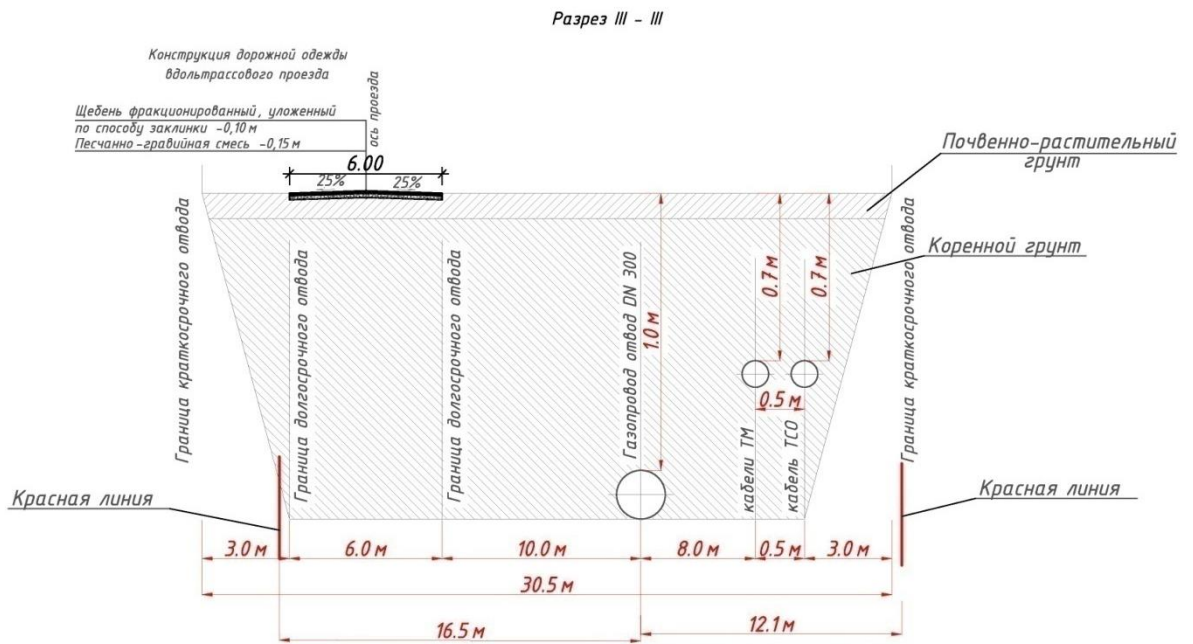 Разрез III - III
Конструкция дорожной одежды
вдольтрассового проезда
ось проезда
Щебень фракционированный, уложенный
по способу заклинки -0,10 м
Песчанно-гравийная смесь -0,15 м
6.00
25%
25%
Почвенно-растительный
грунт
Коренной грунт
Граница краткосрочного отвода
Граница долгосрочного отвода
Граница долгосрочного отвода
Газопровод отвод DN 300
1.0 м
0.7 м
0.7 м
0.5 м
кабели ТМ
кабель ТСО
Граница краткосрочного отвода
Красная линия
Красная линия
3.0 м
6.0 м
10.0 м
8.0 м
0.5 м
3.0 м
30.5 м
16.5 м
12.1 м